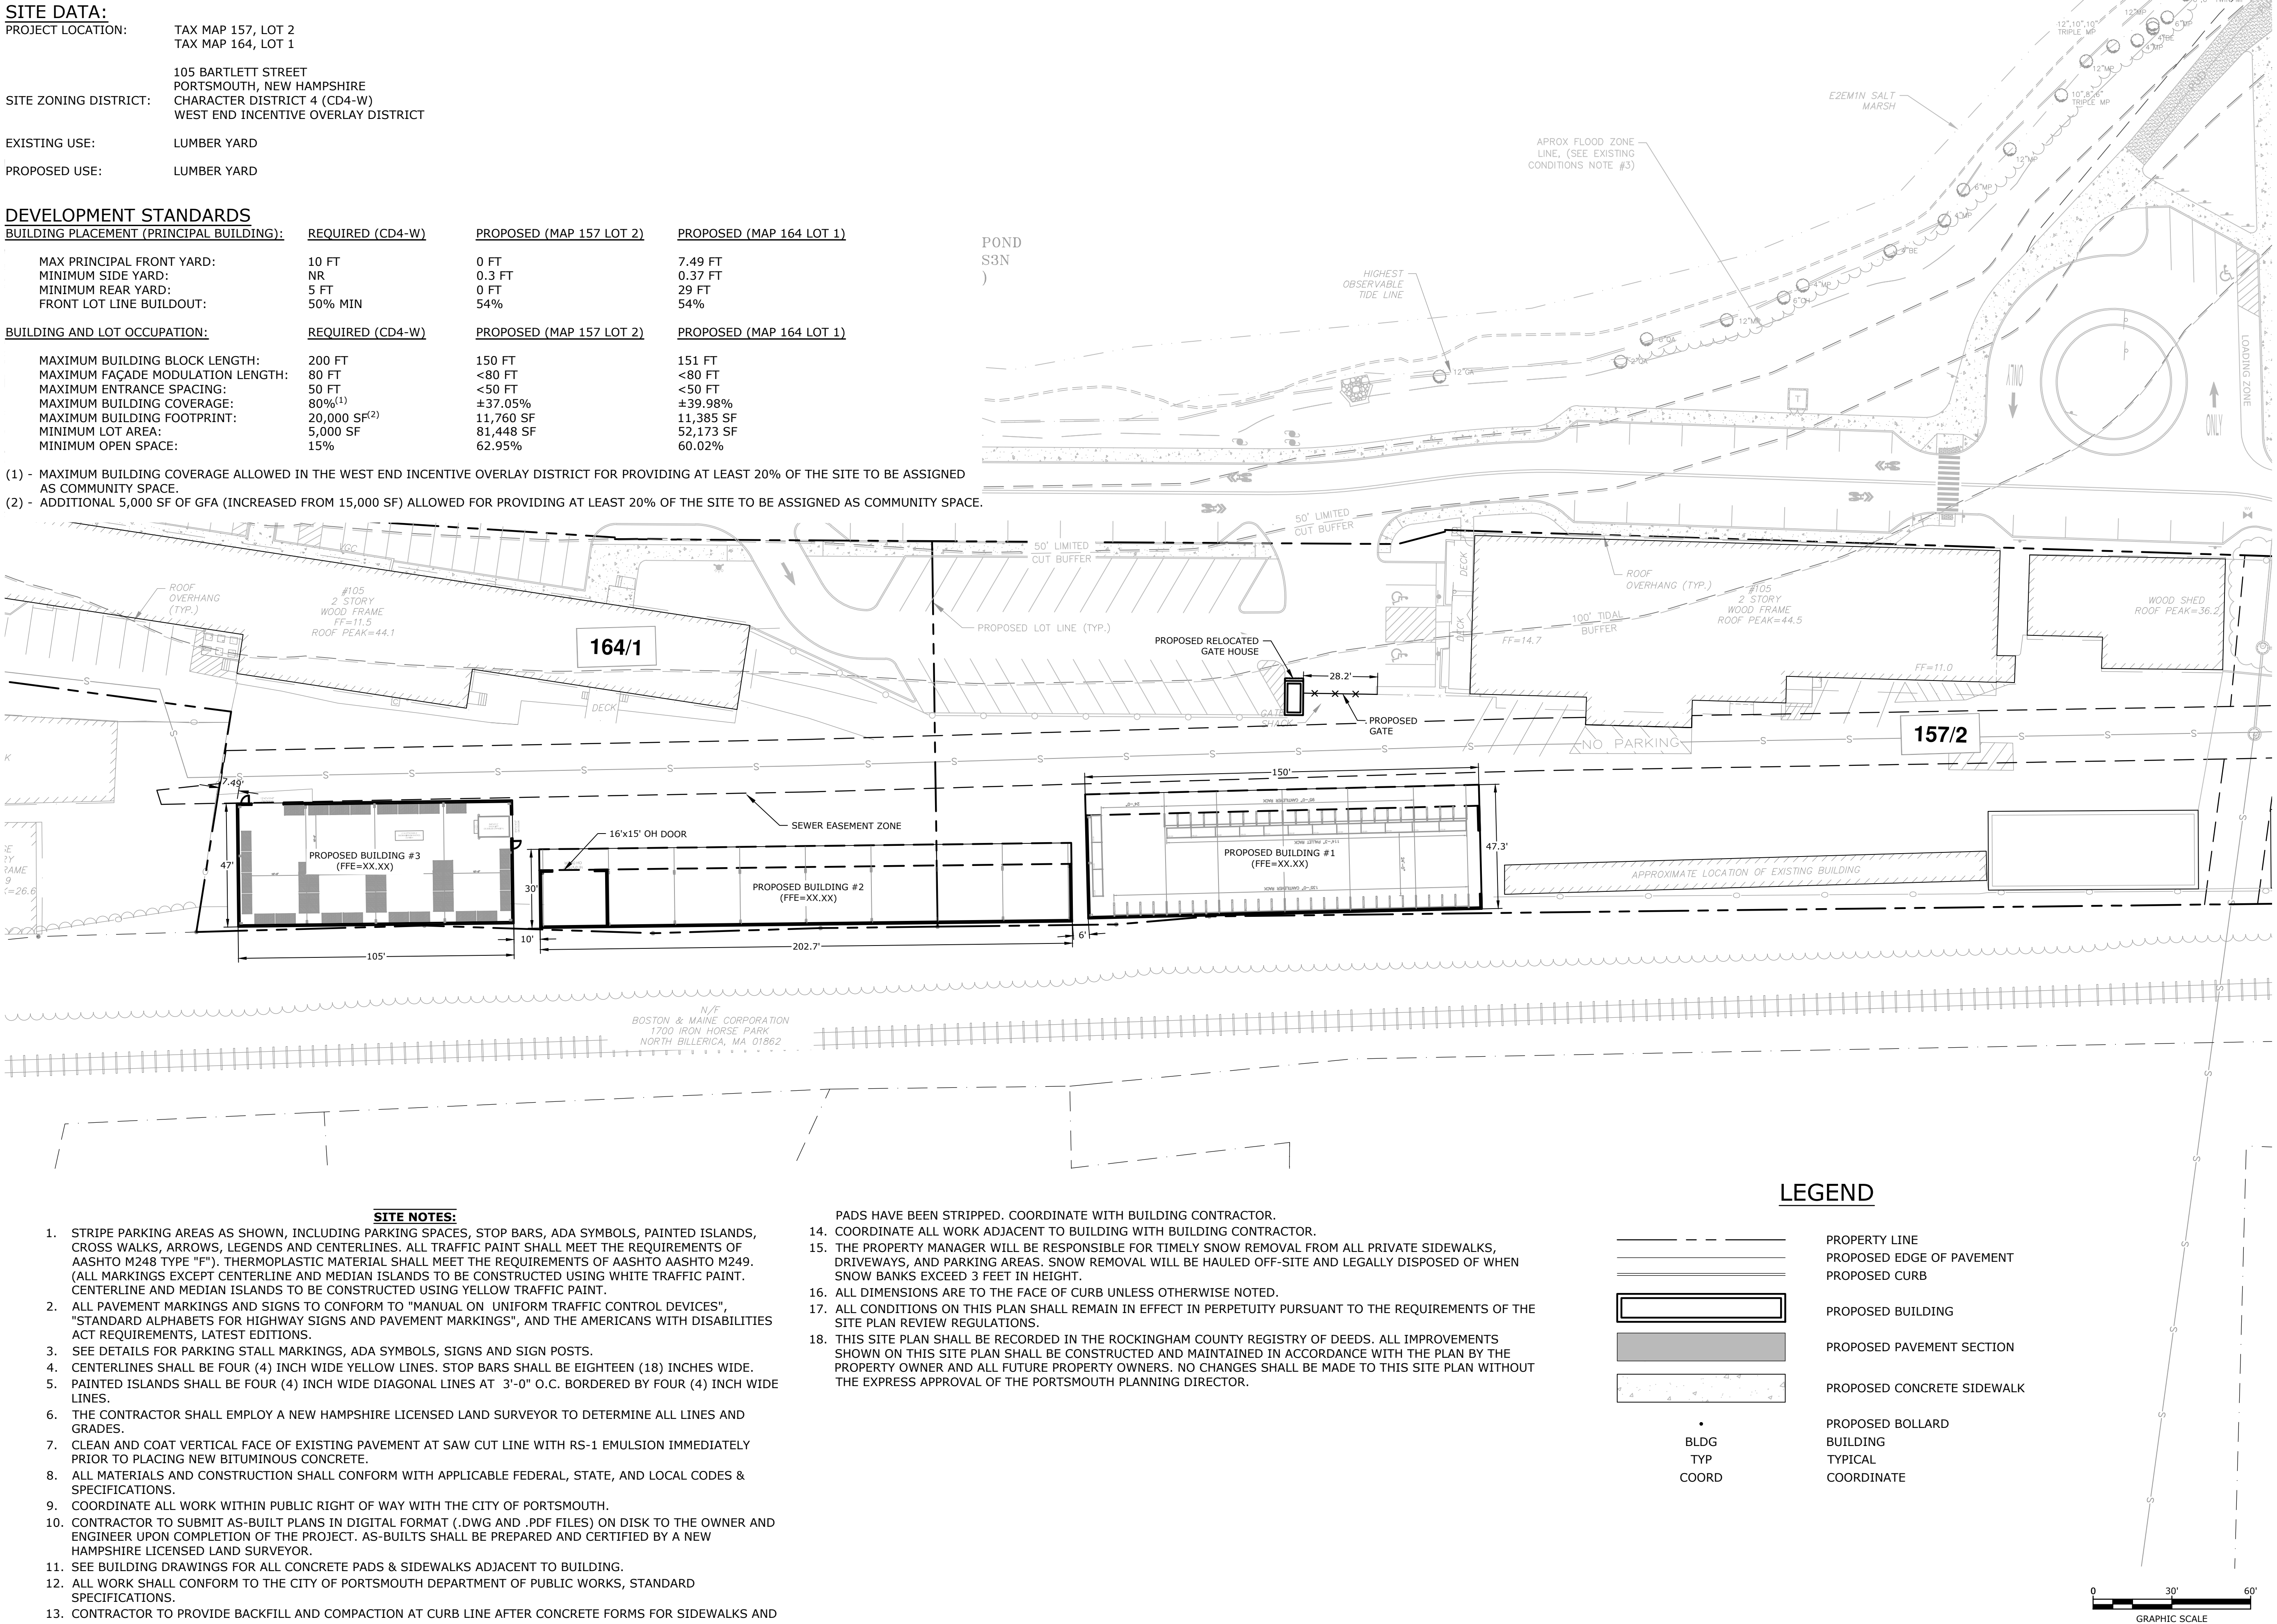 SITE DATA:
PROJECT LOCATION: TAX MAP 157, LOT 2
TAX MAP 164, LOT 1
105 BARTLETT STREET
PORTSMOUTH, NEW HAMPSHIRE
SITE ZONING DISTRICT: CHARACTER DISTRICT 4 (CD4-W)
WEST END INCENTIVE OVERLAY DISTRICT
EXISTING USE: LUMBER YARD
PROPOSED USE: LUMBER YARD
DEVELOPMENT STANDARDS
BUILDING PLACEMENT (PRINCIPAL BUILDING): REQUIRED (CD4-W) PROPOSED (MAP 157 LOT 2) PROPOSED (MAP 164 LOT 1)
MAX PRINCIPAL FRONT YARD: 10 FT 0 FT 7.49 FT
MINIMUM SIDE YARD: NR 0.3 FT 0.37 FT
MINIMUM REAR YARD: 5 FT 0 FT 29 FT
FRONT LOT LINE BUILDOUT: 50% MIN 54% 54%
BUILDING AND LOT OCCUPATION: REQUIRED (CD4-W) PROPOSED (MAP 157 LOT 2) PROPOSED (MAP 164 LOT 1)
MAXIMUM BUILDING BLOCK LENGTH: 200 FT 150 FT 151 FT
MAXIMUM FAÇADE MODULATION LENGTH: 80 FT <80 FT <80 FT
MAXIMUM ENTRANCE SPACING: 50 FT <50 FT <50 FT
MAXIMUM BUILDING COVERAGE: 80%(1) ±37.05% ±39.98%
MAXIMUM BUILDING FOOTPRINT: 20,000 SF(2) 11,760 SF 11,385 SF
MINIMUM LOT AREA: 5,000 SF 81,448 SF 52,173 SF
MINIMUM OPEN SPACE: 15% 62.95% 60.02%
(1) - MAXIMUM BUILDING COVERAGE ALLOWED IN THE WEST END INCENTIVE OVERLAY DISTRICT FOR PROVIDING AT LEAST 20% OF THE SITE TO BE ASSIGNED
AS COMMUNITY SPACE.
(2) - ADDITIONAL 5,000 SF OF GFA (INCREASED FROM 15,000 SF) ALLOWED FOR PROVIDING AT LEAST 20% OF THE SITE TO BE ASSIGNED AS COMMUNITY SPACE.
POND
S3N
)
12"MP
6"MP
12",10",10"
TRIPLE MP
4"BE
4"MP
12"MP
10",8",6"
TRIPLE MP
E2EM1N SALT
MARSH
12"MP
APROX FLOOD ZONE
LINE, (SEE EXISTING
CONDITIONS NOTE #3)
6"MP
4"BE
HIGHEST
OBSERVABLE
TIDE LINE
4"MP
12"MP
12"OA
LOADING ZONE
ONLY
ONLY
T
50' LIMITED
CUT BUFFER
50' LIMITED
CUT BUFFER
VGC
ROOF
OVERHANG
(TYP.)
#105
2 STORY
WOOD FRAME
FF=11.5
ROOF PEAK=44.1
164/1
PROPOSED LOT LINE (TYP.)
PROPOSED RELOCATED
GATE HOUSE
28.2'
GATE
SHACK
PROPOSED
GATE
DECK
DECK
DECK
ROOF
OVERHANG (TYP.)
#105
2 STORY
WOOD FRAME
ROOF PEAK=44.5
100' TIDAL
BUFFER
FF=14.7
FF=11.0
WOOD SHED
ROOF PEAK=36.2
NO PARKING
157/2
7.49'
47'
PROPOSED BUILDING #3
(FFE=XX.XX)
105'
10'
16'x15' OH DOOR
SEWER EASEMENT ZONE
30'
PROPOSED BUILDING #2
(FFE=XX.XX)
202.7'
6'
150'
PROPOSED BUILDING #1
(FFE=XX.XX)
47.3'
APPROXIMATE LOCATION OF EXISTING BUILDING
N/F
BOSTON & MAINE CORPORATION
1700 IRON HORSE PARK
NORTH BILLERICA, MA 01862
SITE NOTES:
1. STRIPE PARKING AREAS AS SHOWN, INCLUDING PARKING SPACES, STOP BARS, ADA SYMBOLS, PAINTED ISLANDS,
CROSS WALKS, ARROWS, LEGENDS AND CENTERLINES. ALL TRAFFIC PAINT SHALL MEET THE REQUIREMENTS OF
AASHTO M248 TYPE "F"). THERMOPLASTIC MATERIAL SHALL MEET THE REQUIREMENTS OF AASHTO AASHTO M249.
(ALL MARKINGS EXCEPT CENTERLINE AND MEDIAN ISLANDS TO BE CONSTRUCTED USING WHITE TRAFFIC PAINT.
CENTERLINE AND MEDIAN ISLANDS TO BE CONSTRUCTED USING YELLOW TRAFFIC PAINT.
2. ALL PAVEMENT MARKINGS AND SIGNS TO CONFORM TO "MANUAL ON UNIFORM TRAFFIC CONTROL DEVICES",
"STANDARD ALPHABETS FOR HIGHWAY SIGNS AND PAVEMENT MARKINGS", AND THE AMERICANS WITH DISABILITIES
ACT REQUIREMENTS, LATEST EDITIONS.
3. SEE DETAILS FOR PARKING STALL MARKINGS, ADA SYMBOLS, SIGNS AND SIGN POSTS.
4. CENTERLINES SHALL BE FOUR (4) INCH WIDE YELLOW LINES. STOP BARS SHALL BE EIGHTEEN (18) INCHES WIDE.
5. PAINTED ISLANDS SHALL BE FOUR (4) INCH WIDE DIAGONAL LINES AT 3'-0" O.C. BORDERED BY FOUR (4) INCH WIDE
LINES.
6. THE CONTRACTOR SHALL EMPLOY A NEW HAMPSHIRE LICENSED LAND SURVEYOR TO DETERMINE ALL LINES AND
GRADES.
7. CLEAN AND COAT VERTICAL FACE OF EXISTING PAVEMENT AT SAW CUT LINE WITH RS-1 EMULSION IMMEDIATELY
PRIOR TO PLACING NEW BITUMINOUS CONCRETE.
8. ALL MATERIALS AND CONSTRUCTION SHALL CONFORM WITH APPLICABLE FEDERAL, STATE, AND LOCAL CODES &
SPECIFICATIONS.
9. COORDINATE ALL WORK WITHIN PUBLIC RIGHT OF WAY WITH THE CITY OF PORTSMOUTH.
10. CONTRACTOR TO SUBMIT AS-BUILT PLANS IN DIGITAL FORMAT (.DWG AND .PDF FILES) ON DISK TO THE OWNER AND
ENGINEER UPON COMPLETION OF THE PROJECT. AS-BUILTS SHALL BE PREPARED AND CERTIFIED BY A NEW
HAMPSHIRE LICENSED LAND SURVEYOR.
11. SEE BUILDING DRAWINGS FOR ALL CONCRETE PADS & SIDEWALKS ADJACENT TO BUILDING.
12. ALL WORK SHALL CONFORM TO THE CITY OF PORTSMOUTH DEPARTMENT OF PUBLIC WORKS, STANDARD
SPECIFICATIONS.
13. CONTRACTOR TO PROVIDE BACKFILL AND COMPACTION AT CURB LINE AFTER CONCRETE FORMS FOR SIDEWALKS AND
PADS HAVE BEEN STRIPPED. COORDINATE WITH BUILDING CONTRACTOR.
14. COORDINATE ALL WORK ADJACENT TO BUILDING WITH BUILDING CONTRACTOR.
15. THE PROPERTY MANAGER WILL BE RESPONSIBLE FOR TIMELY SNOW REMOVAL FROM ALL PRIVATE SIDEWALKS,
DRIVEWAYS, AND PARKING AREAS. SNOW REMOVAL WILL BE HAULED OFF-SITE AND LEGALLY DISPOSED OF WHEN
SNOW BANKS EXCEED 3 FEET IN HEIGHT.
16. ALL DIMENSIONS ARE TO THE FACE OF CURB UNLESS OTHERWISE NOTED.
17. ALL CONDITIONS ON THIS PLAN SHALL REMAIN IN EFFECT IN PERPETUITY PURSUANT TO THE REQUIREMENTS OF THE
SITE PLAN REVIEW REGULATIONS.
18. THIS SITE PLAN SHALL BE RECORDED IN THE ROCKINGHAM COUNTY REGISTRY OF DEEDS. ALL IMPROVEMENTS
SHOWN ON THIS SITE PLAN SHALL BE CONSTRUCTED AND MAINTAINED IN ACCORDANCE WITH THE PLAN BY THE
PROPERTY OWNER AND ALL FUTURE PROPERTY OWNERS. NO CHANGES SHALL BE MADE TO THIS SITE PLAN WITHOUT
THE EXPRESS APPROVAL OF THE PORTSMOUTH PLANNING DIRECTOR.
LEGEND
PROPERTY LINE
PROPOSED EDGE OF PAVEMENT
PROPOSED CURB
PROPOSED BUILDING
PROPOSED PAVEMENT SECTION
PROPOSED CONCRETE SIDEWALK
PROPOSED BOLLARD
BLDG BUILDING
TYP TYPICAL
COORD COORDINATE
0 30' 60'
GRAPHIC SCALE